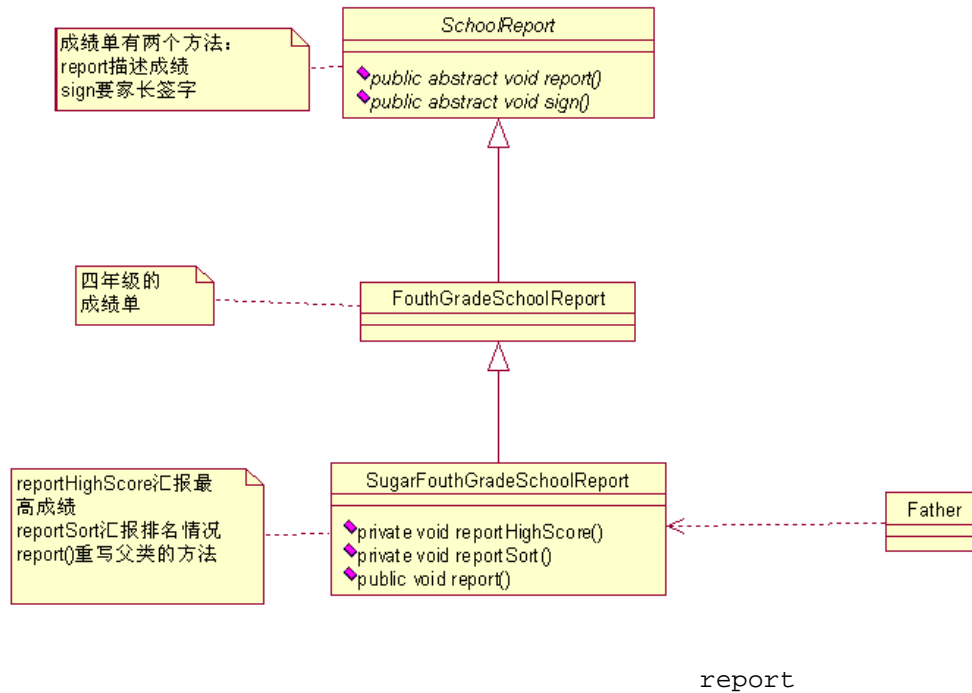 SchoolReport
成绩单有两个方法：
report描述成绩
sign要家长签字
public abstract void report()
public abstract void sign()
四年级的
成绩单
FouthGradeSchoolReport
SugarFouthGradeSchoolReport
reportHighScore汇报最
高成绩
reportSort汇报排名情况
report()重写父类的方法
private void reportHighScore()
private void reportSort()
public void report()
Father
report